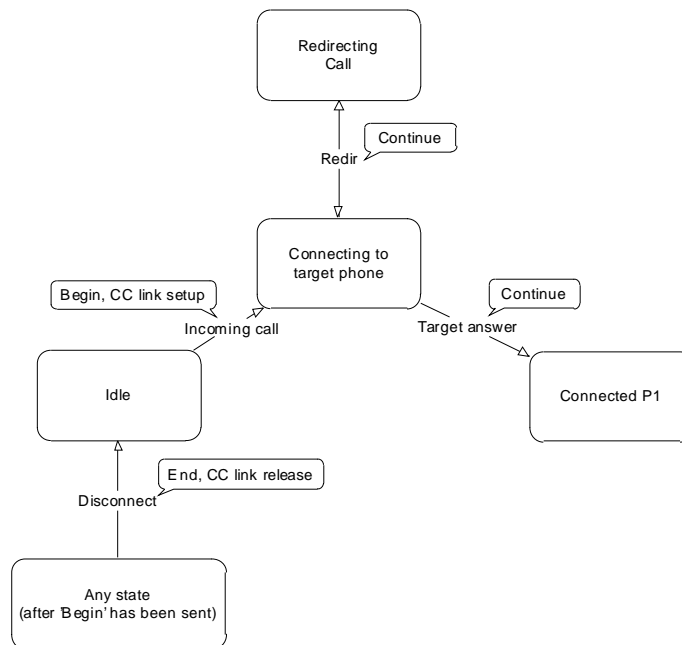 Redirecting
Call
Continue
Redir
Connecting to
target phone
Begin, CC link setup
Continue
Incoming call
Target answer
Idle
Connected P1
End, CC link release
Disconnect
Any state
(after 'Begin' has been sent)